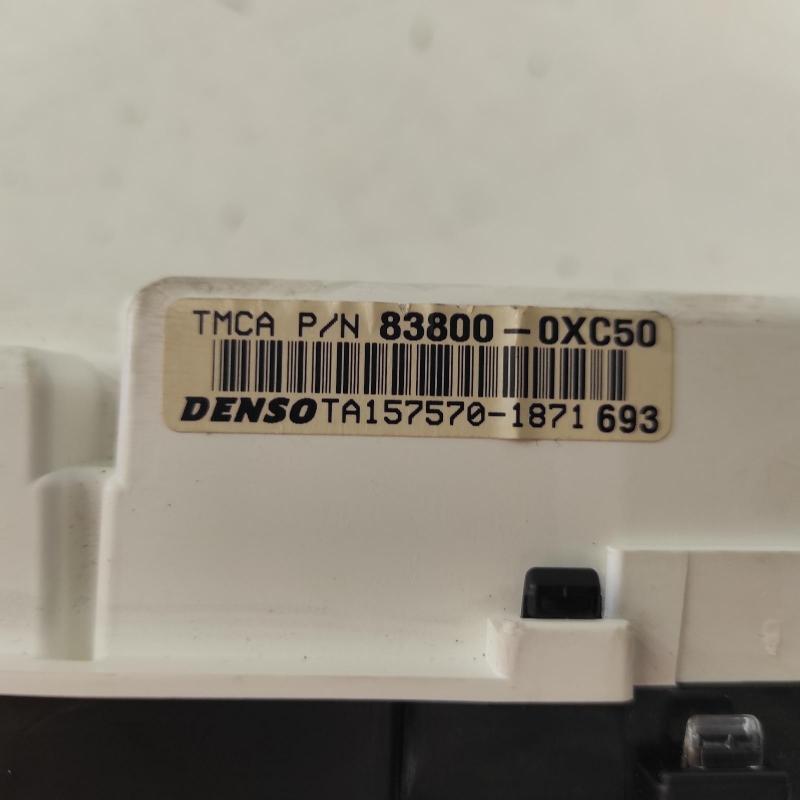 TMCA P/N 83800-0XC50
DENSO TA157570-1871 693